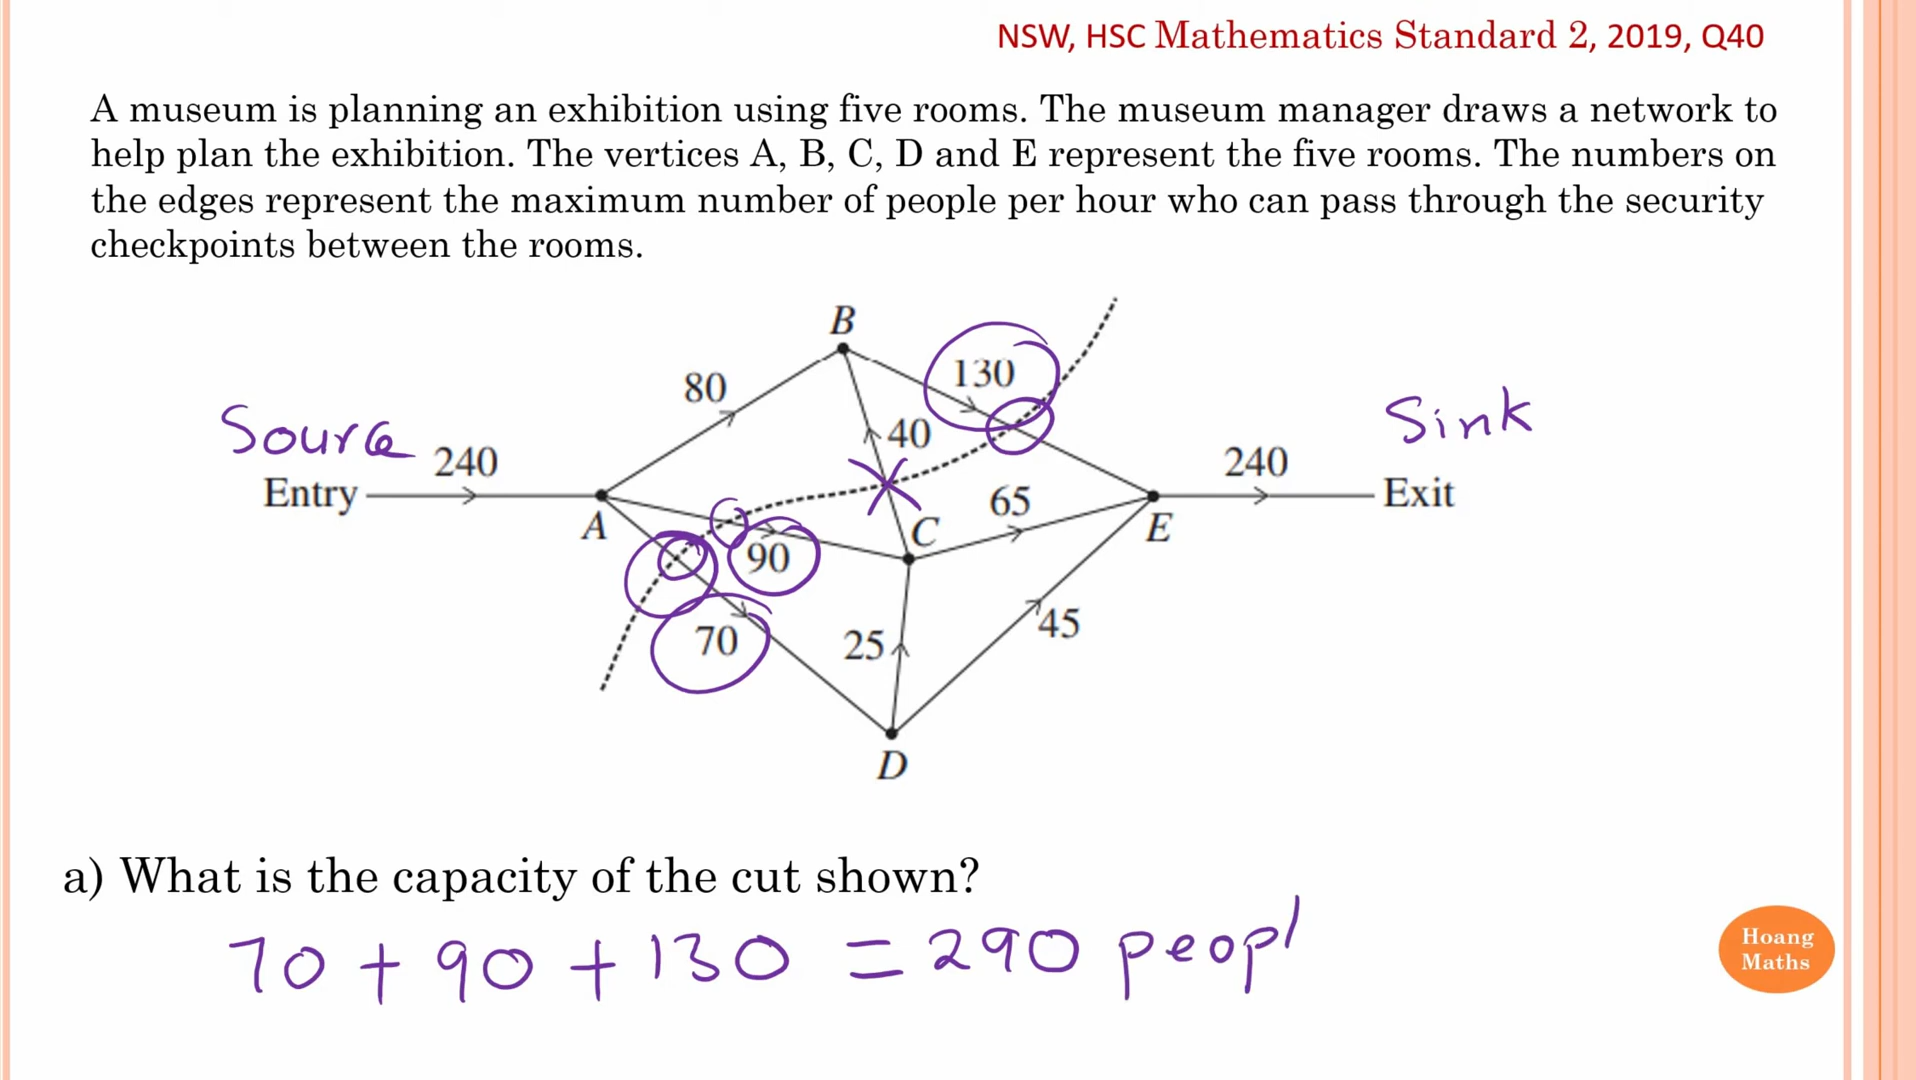 NSW, HSC Mathematics Standard 2, 2019, Q40
A museum is planning an exhibition using five rooms. The museum manager draws a network to
help plan the exhibition. The vertices A, B, C, D and E represent the five rooms. The numbers on
the edges represent the maximum number of people per hour who can pass through the security
checkpoints between the rooms.
B
130
80
40
Source
Sink
240
240
Entry
Exit
65
A
C
E
90
70
25
45
D
a) What is the capacity of the cut shown?
70 + 90 + 130 = 290 peopl
Hoang
Maths